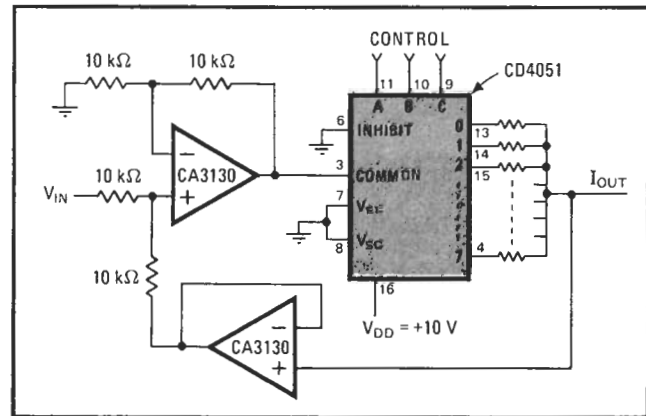 CONTROL
10 kΩ 10 kΩ
11 10 9
CD4051
A B C
6 INHIBIT
0 13
1 14
2 15
CA3130
− +
10 kΩ
V_IN
3 COMMON
I_OUT
7 V_EE
8
7 4
10 kΩ
16
V_DD = +10 V
CA3130
− +